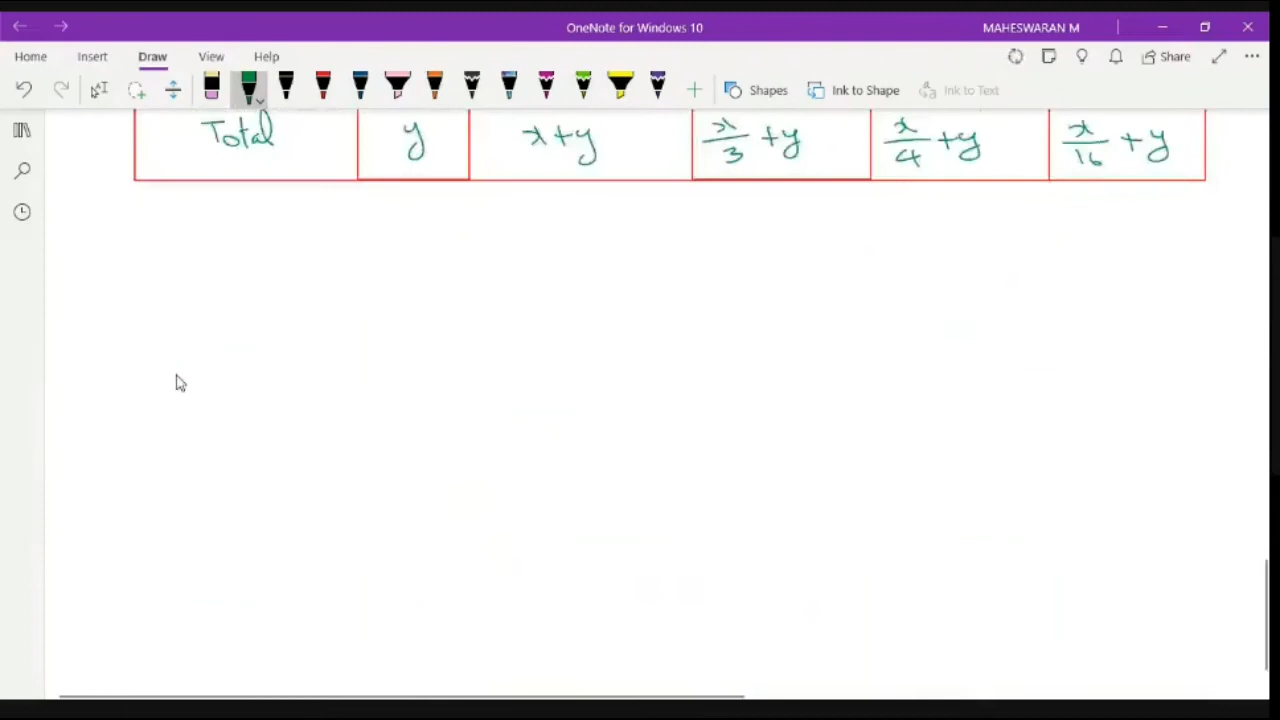 OneNote for Windows 10
MAHESWARAN M
Home Insert Draw View Help
Share
Shapes Ink to Shape Ink to Text
Total y x+y x/3 +y x/4 +y x/16 +y